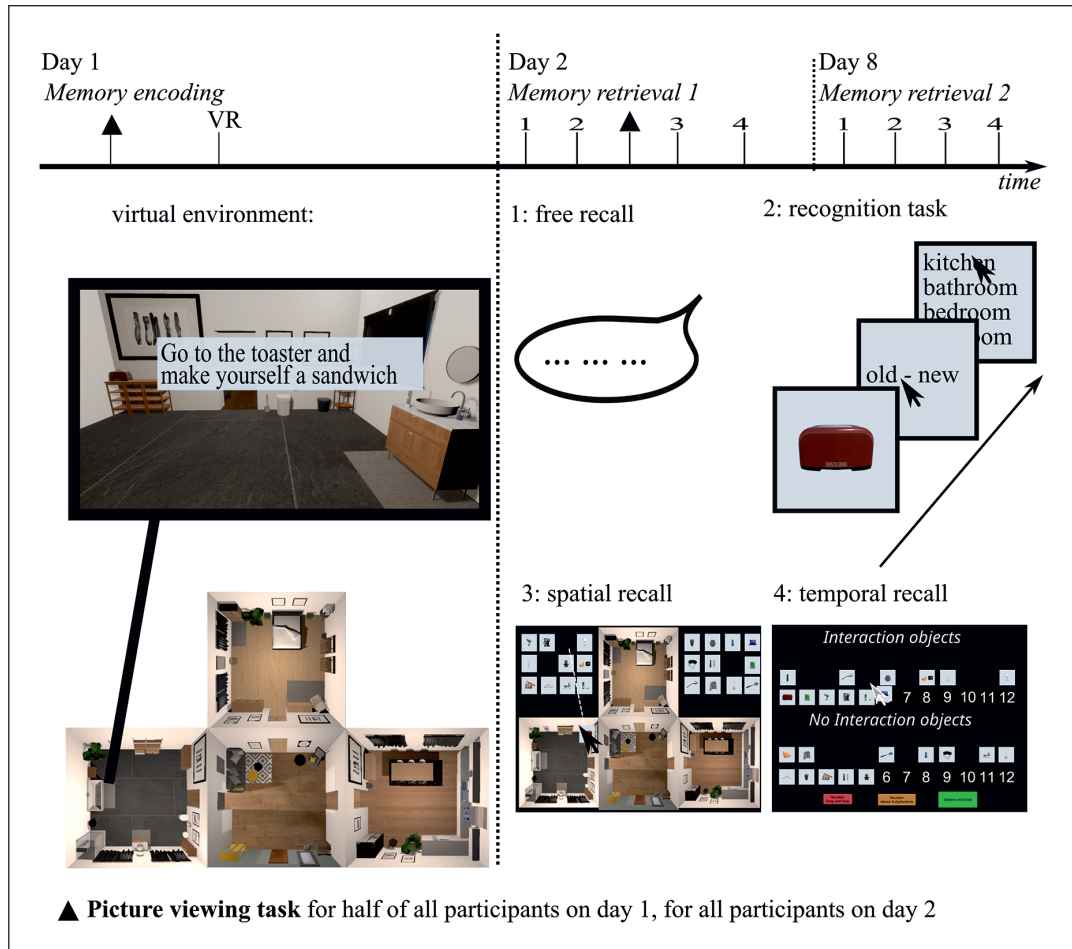 Day 1
Memory encoding
VR
Day 2
Memory retrieval 1
1 2 3 4
Day 8
Memory retrieval 2
1 2 3 4
time
virtual environment:
Go to the toaster and
make yourself a sandwich
1: free recall
... ... ...
2: recognition task
kitchen
bathroom
bedroom
oom
old - new
3: spatial recall
4: temporal recall
Interaction objects
7 8 9 10 11 12
No Interaction objects
6 7 8 9 10 11 12
▲ Picture viewing task for half of all participants on day 1, for all participants on day 2